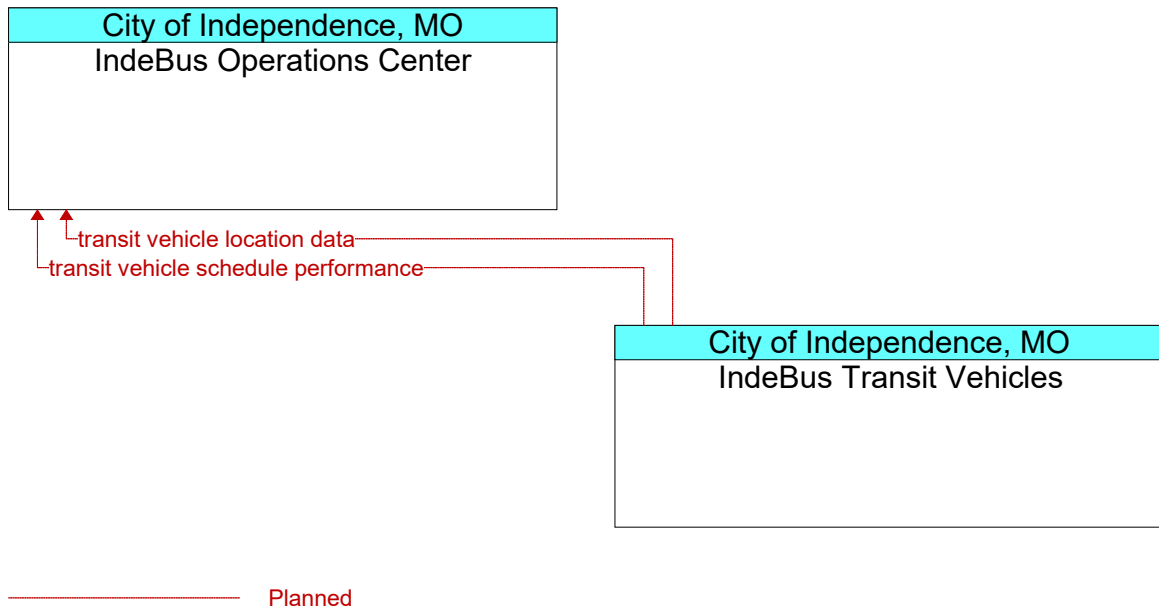 City of Independence, MO
IndeBus Operations Center
transit vehicle location data
transit vehicle schedule performance
City of Independence, MO
IndeBus Transit Vehicles
Planned